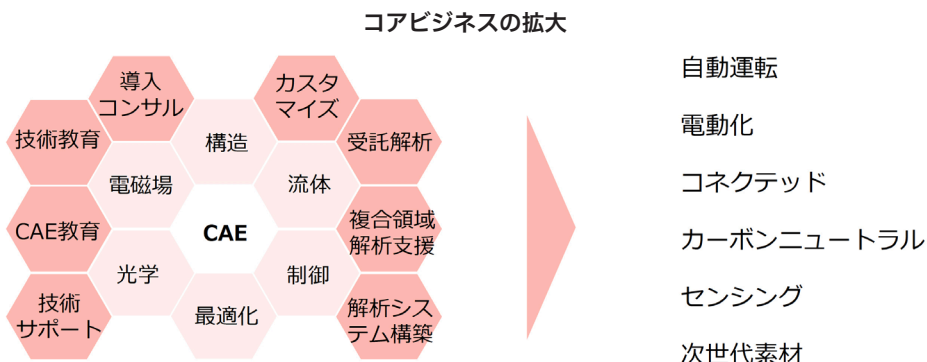 コアビジネスの拡大
導入
コンサル
カスタ
マイズ
技術教育
構造
受託解析
電磁場
流体
CAE教育
CAE
複合領域
解析支援
光学
制御
技術
サポート
最適化
解析シス
テム構築
自動運転
電動化
コネクテッド
カーボンニュートラル
センシング
次世代素材